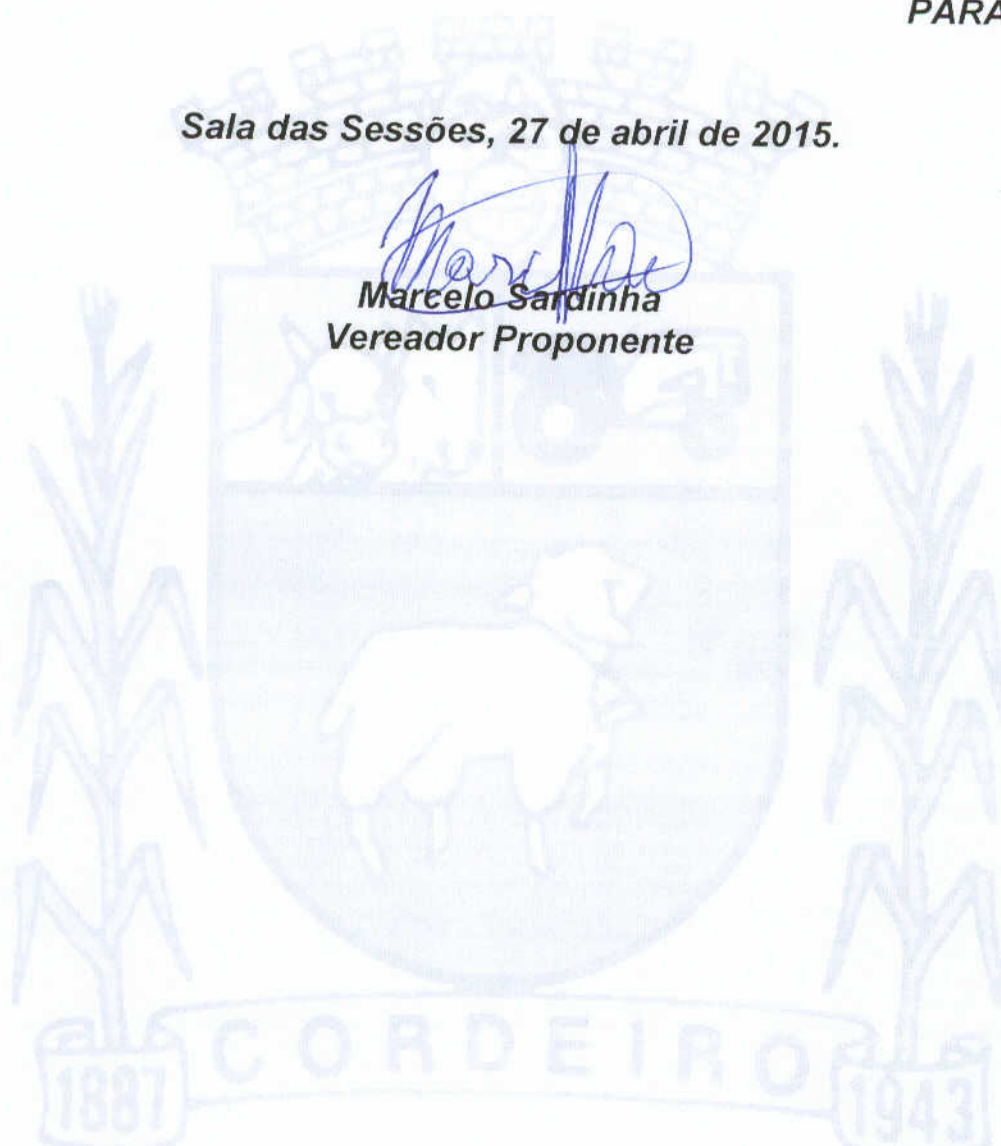 PARA
Sala das Sessões, 27 de abril de 2015.
Marcelo Sardinha
Vereador Proponente
CORDEIRO
1887
1943